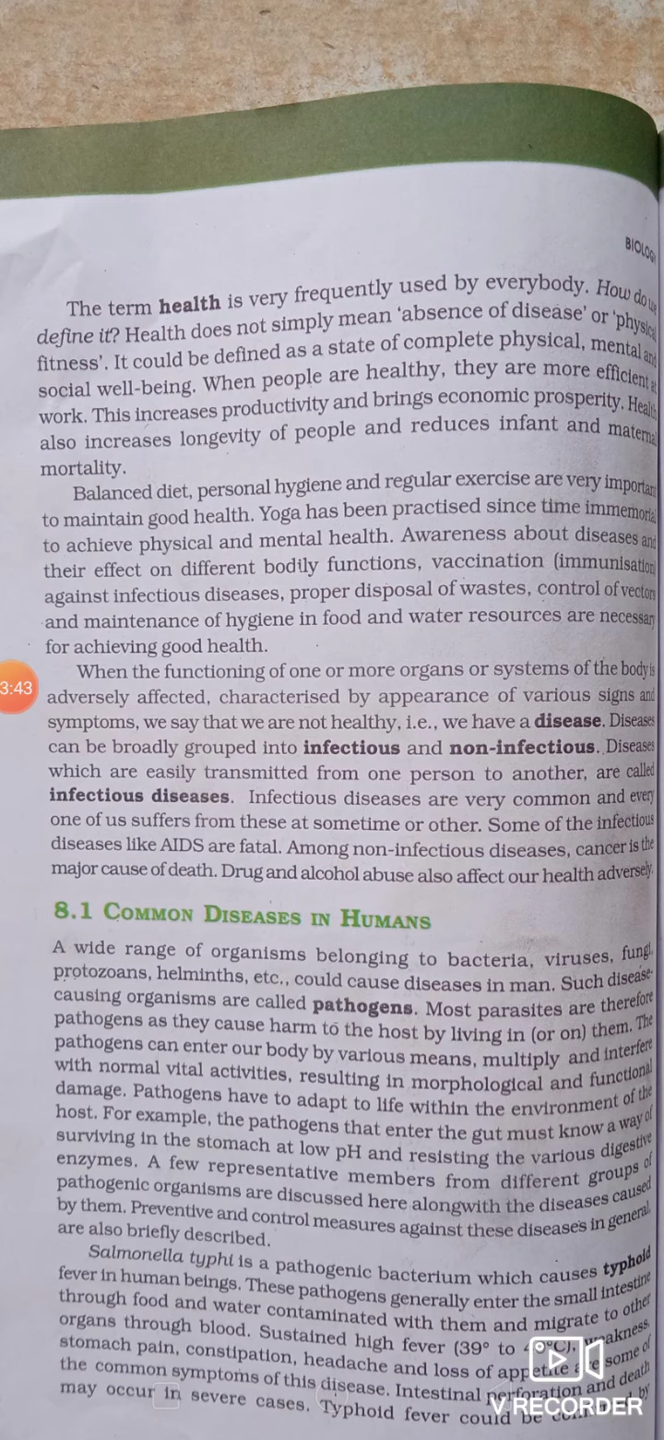 BIOLOGY
The term health is very frequently used by everybody. How do we
define it? Health does not simply mean 'absence of disease' or 'physical
fitness'. It could be defined as a state of complete physical, mental and
social well-being. When people are healthy, they are more efficient at
work. This increases productivity and brings economic prosperity. Health
also increases longevity of people and reduces infant and maternal
mortality.
Balanced diet, personal hygiene and regular exercise are very important
to maintain good health. Yoga has been practised since time immemorial
to achieve physical and mental health. Awareness about diseases and
their effect on different bodily functions, vaccination (immunisation)
against infectious diseases, proper disposal of wastes, control of vectors
and maintenance of hygiene in food and water resources are necessary
for achieving good health.
When the functioning of one or more organs or systems of the body is
3:43
adversely affected, characterised by appearance of various signs and
symptoms, we say that we are not healthy, i.e., we have a disease. Diseases
can be broadly grouped into infectious and non-infectious. Diseases
which are easily transmitted from one person to another, are called
infectious diseases. Infectious diseases are very common and every
one of us suffers from these at sometime or other. Some of the infectious
diseases like AIDS are fatal. Among non-infectious diseases, cancer is the
major cause of death. Drug and alcohol abuse also affect our health adversely.
8.1 COMMON DISEASES IN HUMANS
A wide range of organisms belonging to bacteria, viruses, fungi,
protozoans, helminths, etc., could cause diseases in man. Such disease-
causing organisms are called pathogens. Most parasites are therefore
pathogens as they cause harm to the host by living in (or on) them. The
pathogens can enter our body by various means, multiply and interfere
with normal vital activities, resulting in morphological and functional
damage. Pathogens have to adapt to life within the environment of the
host. For example, the pathogens that enter the gut must know a way of
surviving in the stomach at low pH and resisting the various digestive
enzymes. A few representative members from different groups of
pathogenic organisms are discussed here alongwith the diseases caused
by them. Preventive and control measures against these diseases in general,
are also briefly described.
Salmonella typhi is a pathogenic bacterium which causes typhoid
fever in human beings. These pathogens generally enter the small intestine
through food and water contaminated with them and migrate to other
organs through blood. Sustained high fever (39° to °C), weakness,
stomach pain, constipation, headache and loss of appetite are some of
the common symptoms of this disease. Intestinal perforation and death
may occur in severe cases. Typhoid fever could be by
V RECORDER